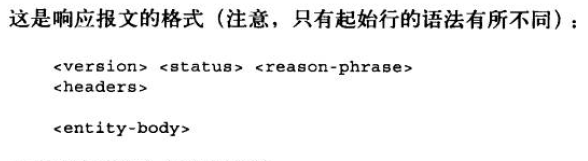 这是响应报文的格式（注意，只有起始行的语法有所不同）:
<version> <status> <reason-phrase>
<headers>
<entity-body>